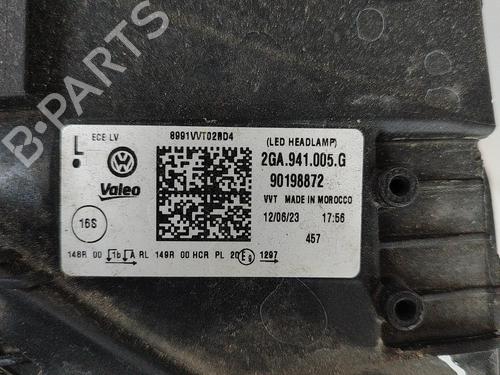 ECE LV
8991VVT02RD4
L
(LED HEADLAMP)
2GA.941.005.G
90198872
Valeo
VVT MADE IN MOROCCO
12/06/23 17:56
16S
457
148R 00 1b A RL 149R 00 HCR PL 20 E9 1297
B-Parts